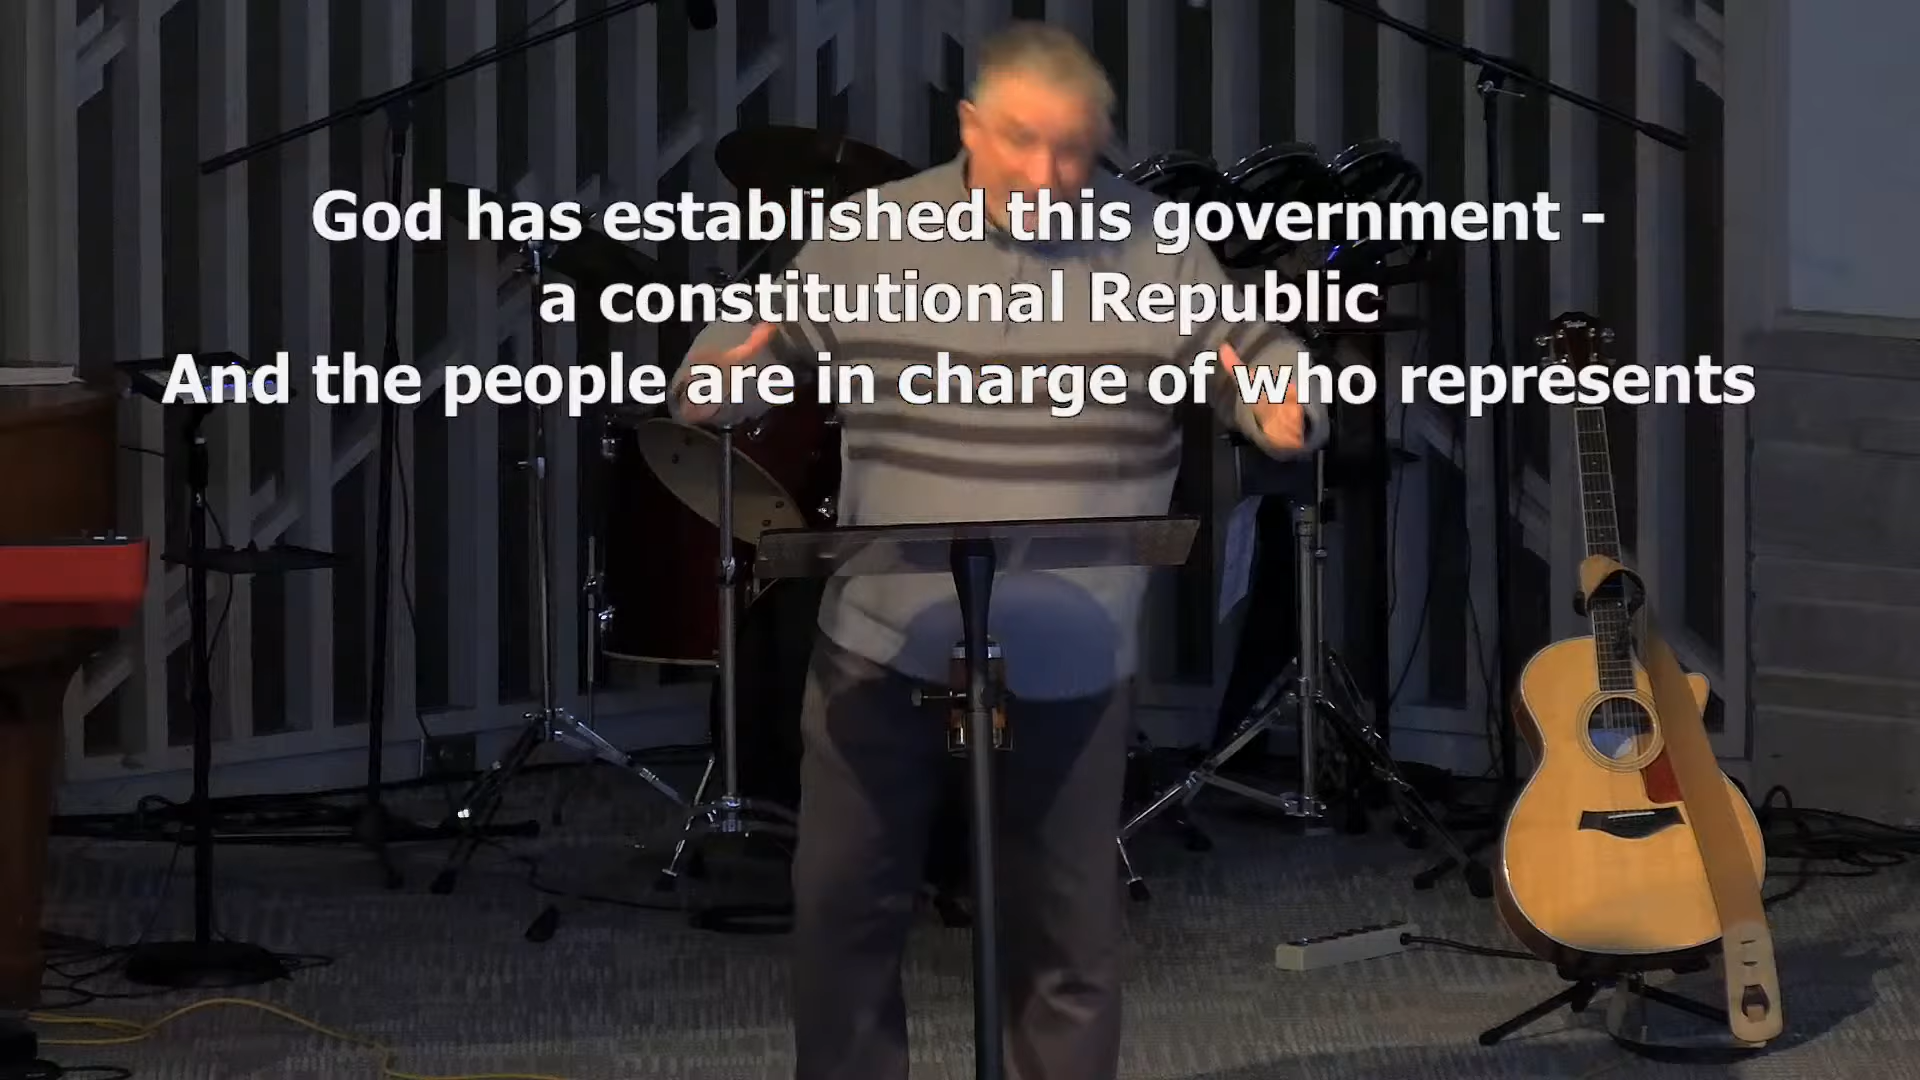 God has established this government -
a constitutional Republic
And the people are in charge of who represents